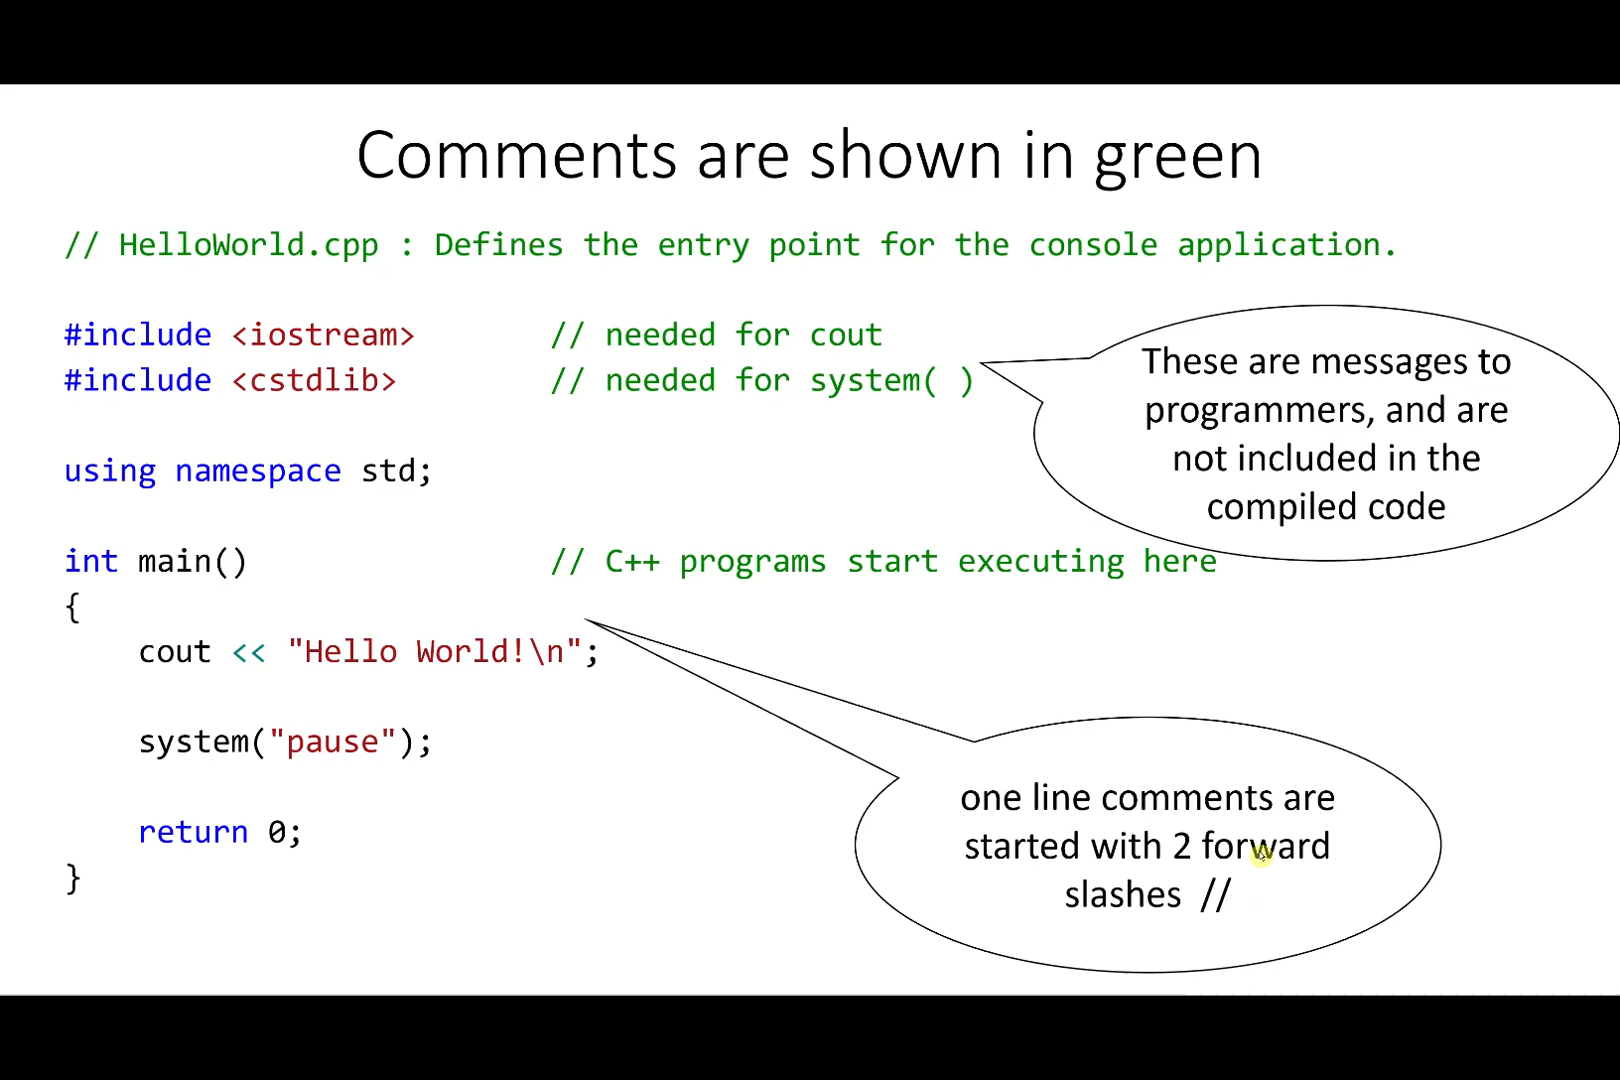 Comments are shown in green
// HelloWorld.cpp : Defines the entry point for the console application.
#include <iostream> // needed for cout
#include <cstdlib> // needed for system( )
These are messages to
programmers, and are
not included in the
compiled code
using namespace std;
int main() // C++ programs start executing here
{
cout << "Hello World!\n";
system("pause");
return 0;
}
one line comments are
started with 2 forward
slashes //